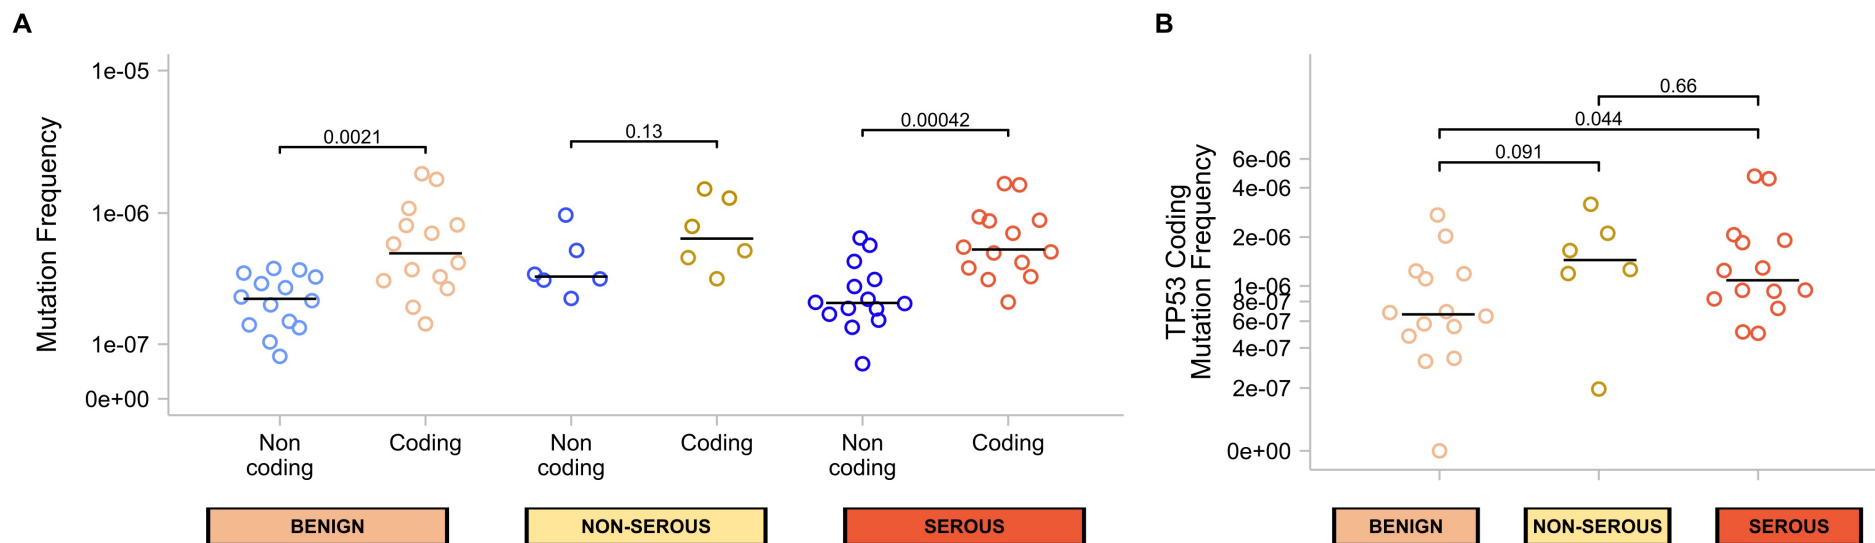 A
Mutation Frequency
1e-05
1e-06
1e-07
0e+00
0.0021
0.13
0.00042
Non
coding
Coding
Non
coding
Coding
Non
coding
Coding
BENIGN
NON-SEROUS
SEROUS
B
TP53 Coding
Mutation Frequency
6e-06
4e-06
2e-06
1e-06
8e-07
6e-07
4e-07
2e-07
0e+00
0.66
0.044
0.091
BENIGN
NON-SEROUS
SEROUS